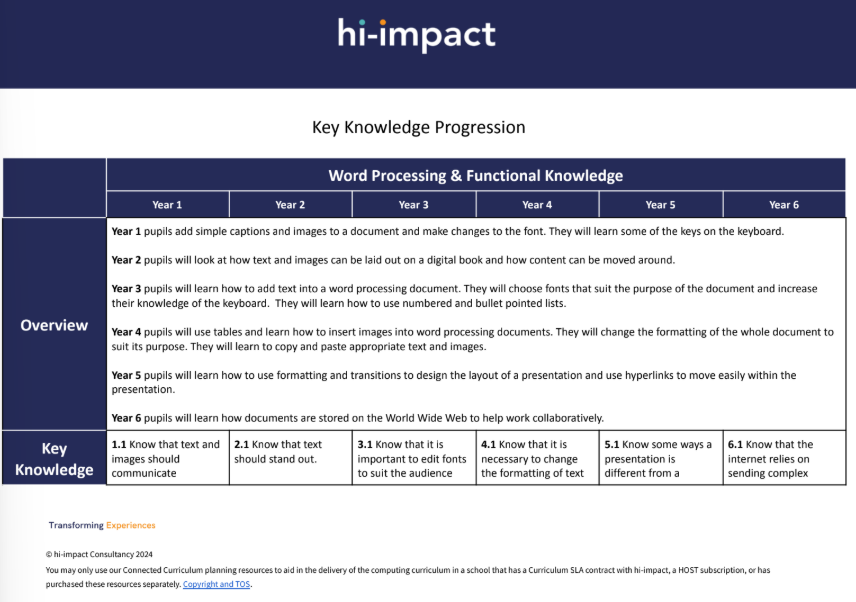 hi-impact
Key Knowledge Progression
Word Processing & Functional Knowledge
Year 1
Year 2
Year 3
Year 4
Year 5
Year 6
Overview
Year 1 pupils add simple captions and images to a document and make changes to the font. They will learn some of the keys on the keyboard.
Year 2 pupils will look at how text and images can be laid out on a digital book and how content can be moved around.
Year 3 pupils will learn how to add text into a word processing document. They will choose fonts that suit the purpose of the document and increase
their knowledge of the keyboard. They will learn how to use numbered and bullet pointed lists.
Year 4 pupils will use tables and learn how to insert images into word processing documents. They will change the formatting of the whole document to
suit its purpose. They will learn to copy and paste appropriate text and images.
Year 5 pupils will learn how to use formatting and transitions to design the layout of a presentation and use hyperlinks to move easily within the
presentation.
Year 6 pupils will learn how documents are stored on the World Wide Web to help work collaboratively.
Key
Knowledge
1.1 Know that text and
images should
communicate
2.1 Know that text
should stand out.
3.1 Know that it is
important to edit fonts
to suit the audience
4.1 Know that it is
necessary to change
the formatting of text
5.1 Know some ways a
presentation is
different from a
6.1 Know that the
internet relies on
sending complex
Transforming Experiences
© hi-impact Consultancy 2024
You may only use our Connected Curriculum planning resources to aid in the delivery of the computing curriculum in a school that has a Curriculum SLA contract with hi-impact, a HOST subscription, or has
purchased these resources separately. Copyright and TOS.